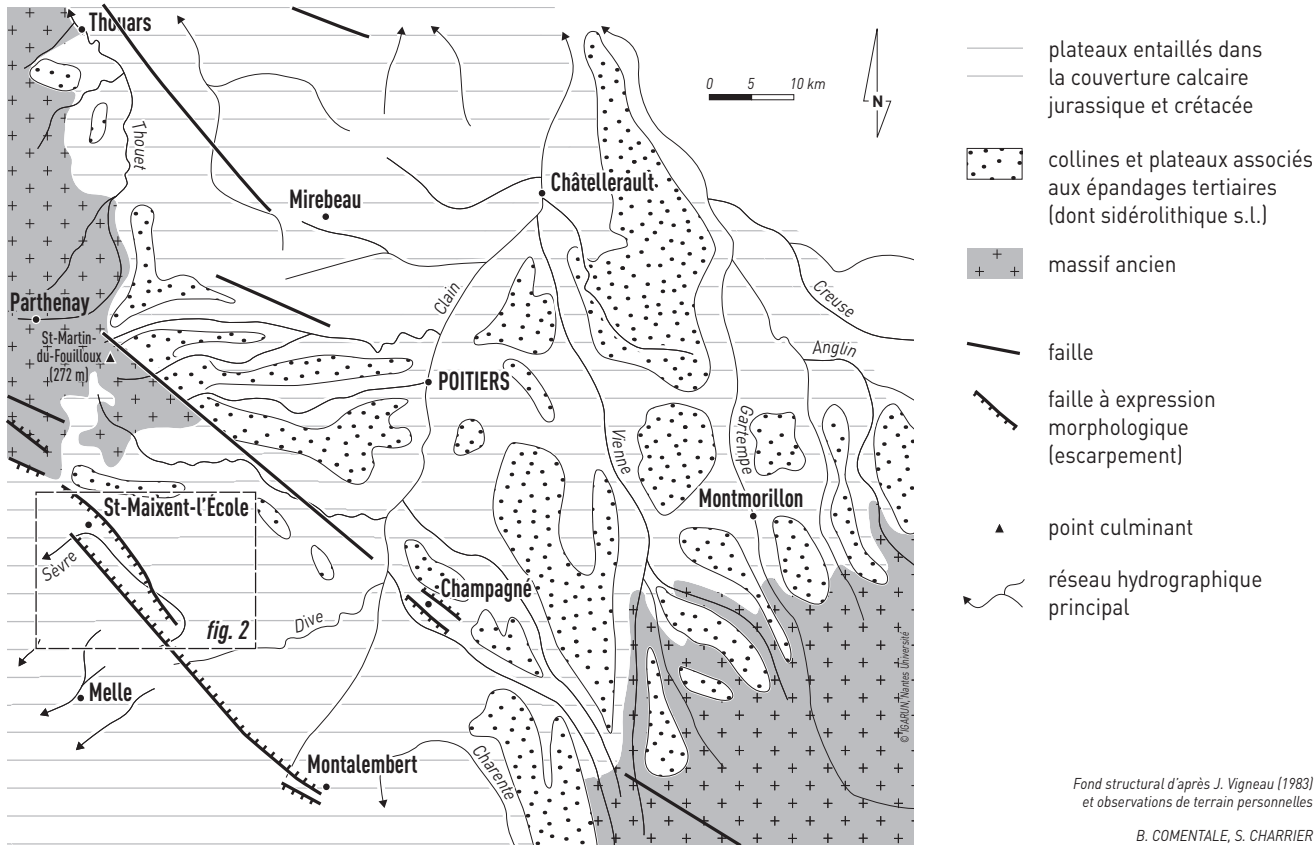 Thouars
Thouet
Mirebeau
Châtellerault
0 5 10 km
N
Creuse
Clain
Anglin
Parthenay
St-Martin-
du-Fouilloux
(272 m)
POITIERS
Vienne
Gartempe
Montmorillon
St-Maixent-l'École
Sèvre
fig. 2
Dive
Champagné
Melle
Montalembert
Charente
© IGARUN, Nantes Université
plateaux entaillés dans
la couverture calcaire
jurassique et crétacée
collines et plateaux associés
aux épandages tertiaires
(dont sidérolithique s.l.)
massif ancien
faille
faille à expression
morphologique
(escarpement)
point culminant
réseau hydrographique
principal
Fond structural d'après J. Vigneau (1983)
et observations de terrain personnelles
B. COMENTALE, S. CHARRIER